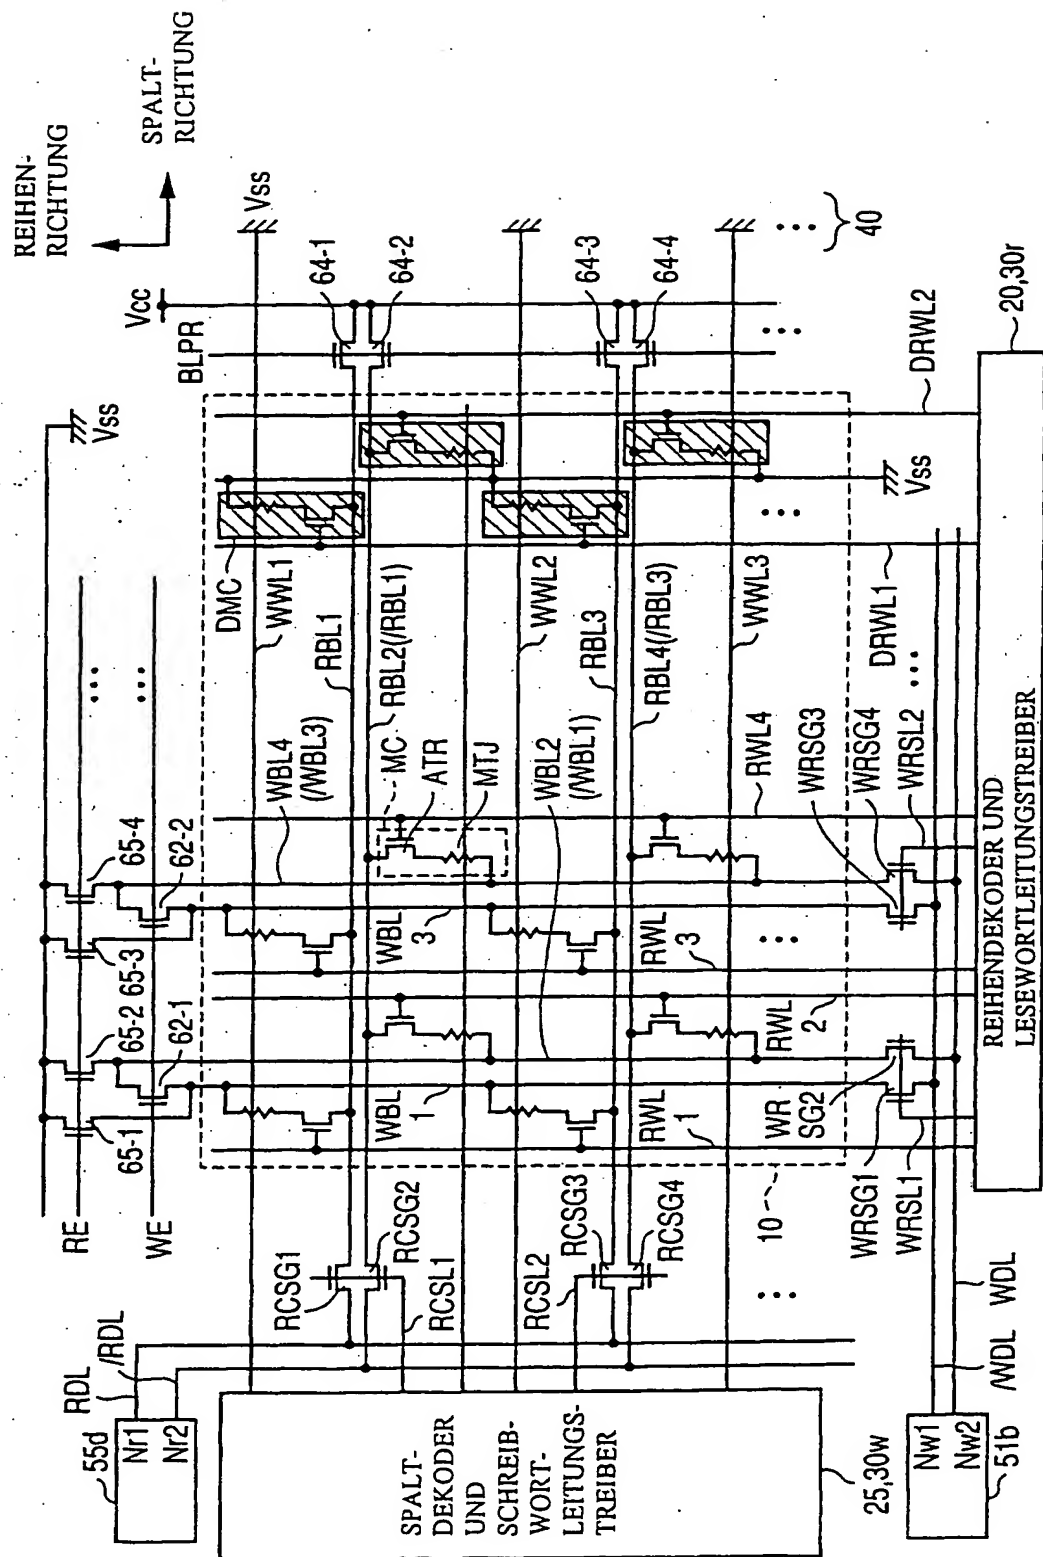 REIHEN-
RICHTUNG
SPALT-
RICHTUNG
Vcc
BLPR
Vss
Vss
64-1
64-2
64-3
64-4
40
DRWL2
20,30r
Vss
DMC
WWL1
RBL1
RBL2(/RBL1)
WWL2
RBL3
RBL4(/RBL3)
WWL3
DRWL1
WBL4
(/WBL3)
MC
ATR
MTJ
WBL2
(/WBL1)
RWL4
WRSG3
WRSG4
WRSL2
65-4
62-2
65-3
65-2
62-1
65-1
WBL
3
RWL
3
RWL
2
WBL
1
RWL
1
WR
SG2
WRSG1
WRSL1
RE
WE
10
RCSG1
RCSG2
RCSL1
RCSL2
RCSG3
RCSG4
REIHENDEKODER UND
LESEWORTLEITUNGSTREIBER
RDL
/RDL
55d
Nr1
Nr2
SPALT-
DEKODER
UND
SCHREIB-
WORT-
LEITUNGS-
TREIBER
25,30w
/WDL
WDL
Nw1
Nw2
51b